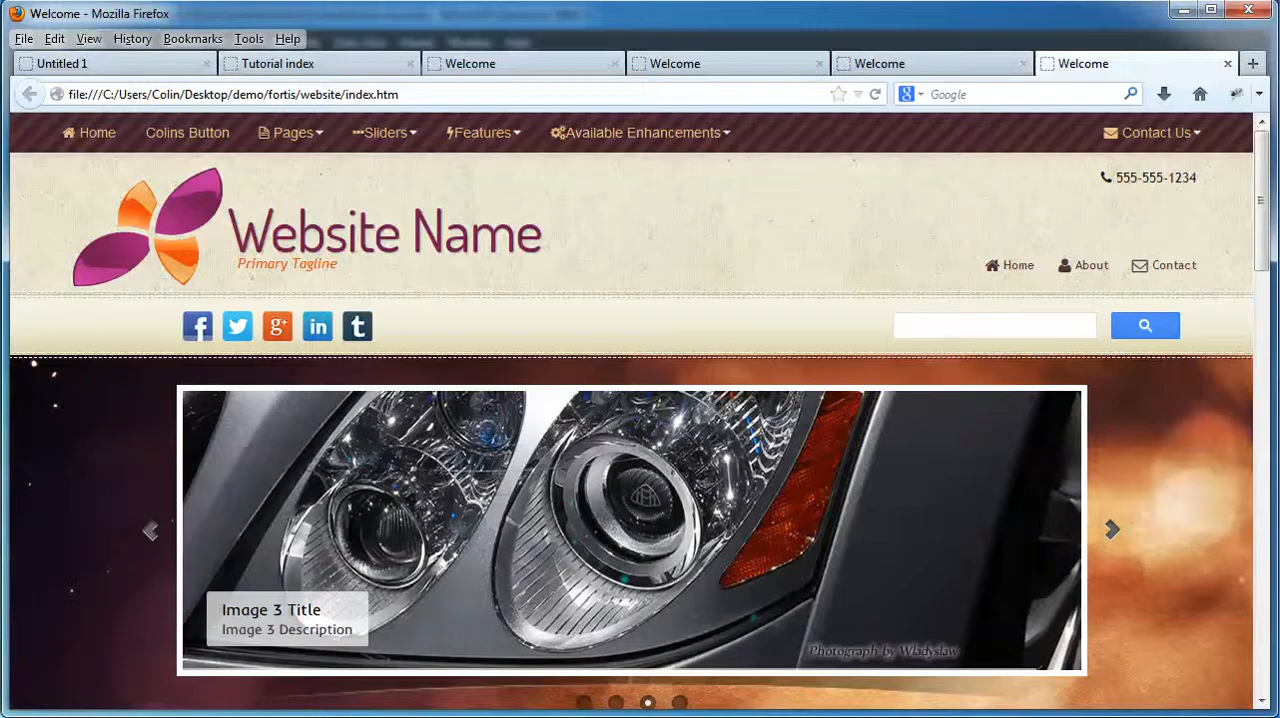 Welcome - Mozilla Firefox
File Edit View History Bookmarks Tools Help
Untitled 1
Tutorial index
Welcome
Welcome
Welcome
Welcome
file:///C:/Users/Colin/Desktop/demo/fortis/website/index.htm
Google
Home
Colins Button
Pages
Sliders
Features
Available Enhancements
Contact Us
555-555-1234
Website Name
Primary Tagline
Home
About
Contact
Image 3 Title
Image 3 Description
Photograph by Wladyslaw